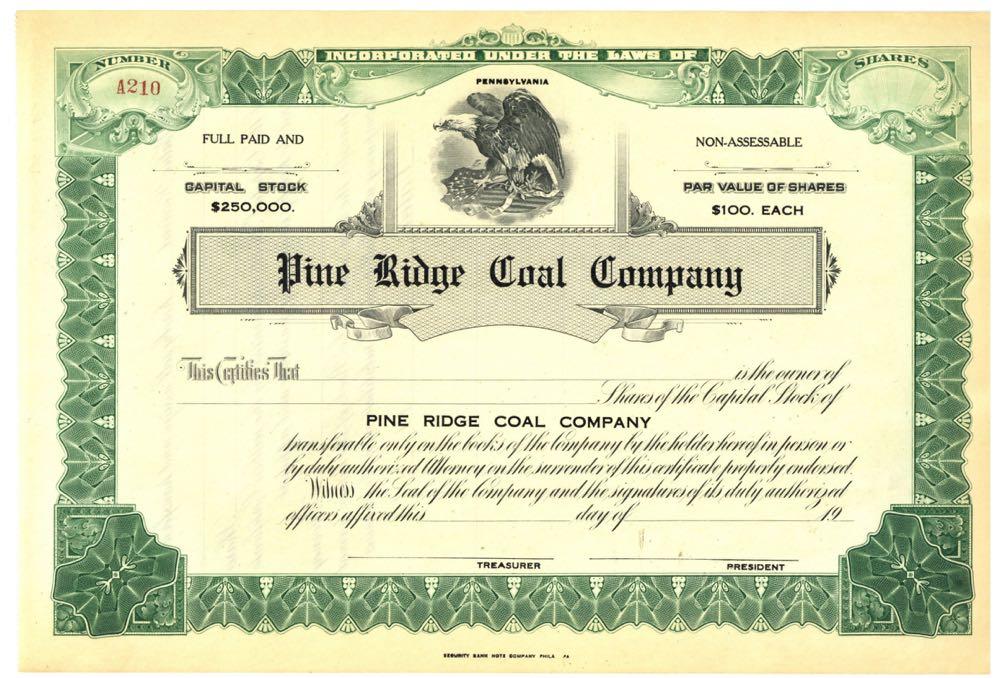 INCORPORATED UNDER THE LAWS OF
NUMBER
SHARES
A210
PENNSYLVANIA
FULL PAID AND
NON-ASSESSABLE
CAPITAL STOCK
PAR VALUE OF SHARES
$250,000.
$100. EACH
Pine Ridge Coal Company
This Certifies That is the owner of
Shares of the Capital Stock of
PINE RIDGE COAL COMPANY
transferable only on the books of the Company by the holder hereof in person or
by duly authorized Attorney on the surrender of this certificate properly endorsed.
Witness the Seal of the Company and the signatures of its duly authorized
officers affixed this day of 19
TREASURER
PRESIDENT
SECURITY BANK NOTE COMPANY PHILA PA